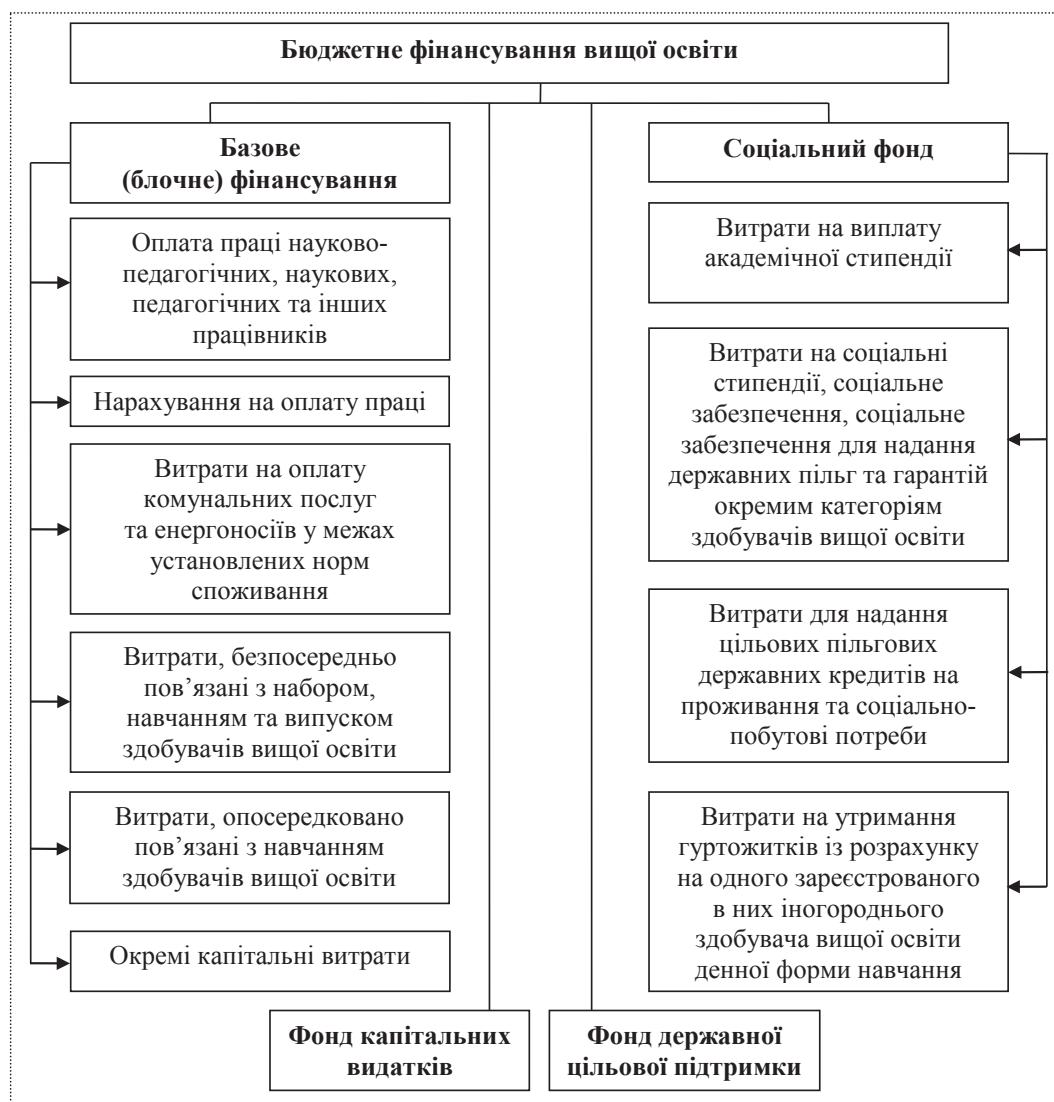 Бюджетне фінансування вищої освіти
Базове
(блочне) фінансування
Оплата праці науково-
педагогічних, наукових,
педагогічних та інших
працівників
Нарахування на оплату праці
Витрати на оплату
комунальних послуг
та енергоносіїв у межах
установлених норм
споживання
Витрати, безпосередньо
пов’язані з набором,
навчанням та випуском
здобувачів вищої освіти
Витрати, опосередковано
пов’язані з навчанням
здобувачів вищої освіти
Окремі капітальні витрати
Соціальний фонд
Витрати на виплату
академічної стипендії
Витрати на соціальні
стипендії, соціальне
забезпечення, соціальне
забезпечення для надання
державних пільг та гарантій
окремим категоріям
здобувачів вищої освіти
Витрати для надання
цільових пільгових
державних кредитів на
проживання та соціально-
побутові потреби
Витрати на утримання
гуртожитків із розрахунку
на одного зареєстрованого
в них іногороднього
здобувача вищої освіти
денної форми навчання
Фонд капітальних
видатків
Фонд державної
цільової підтримки